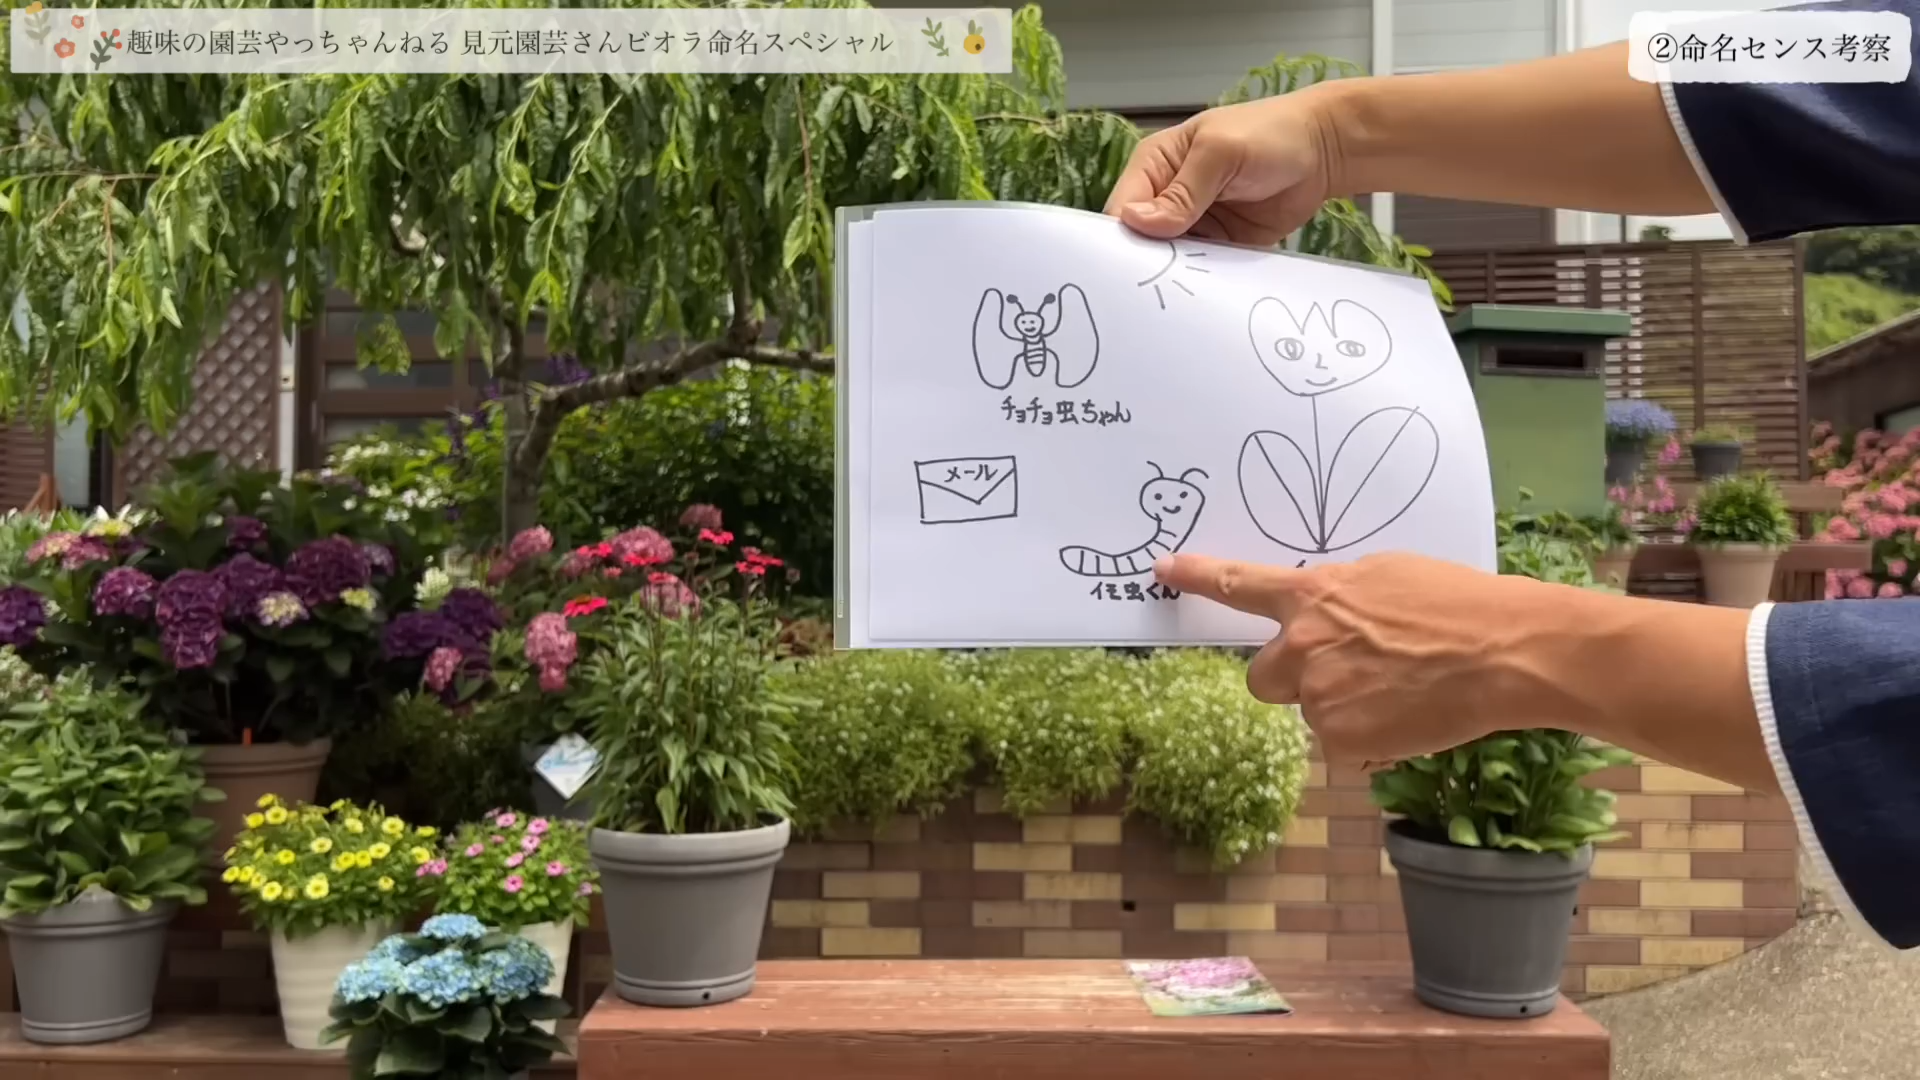 趣味の園芸やっちゃんねる 見元園芸さんビオラ命名スペシャル
②命名センス考察
チョチョ虫ちゃん
メール
イモ虫くん